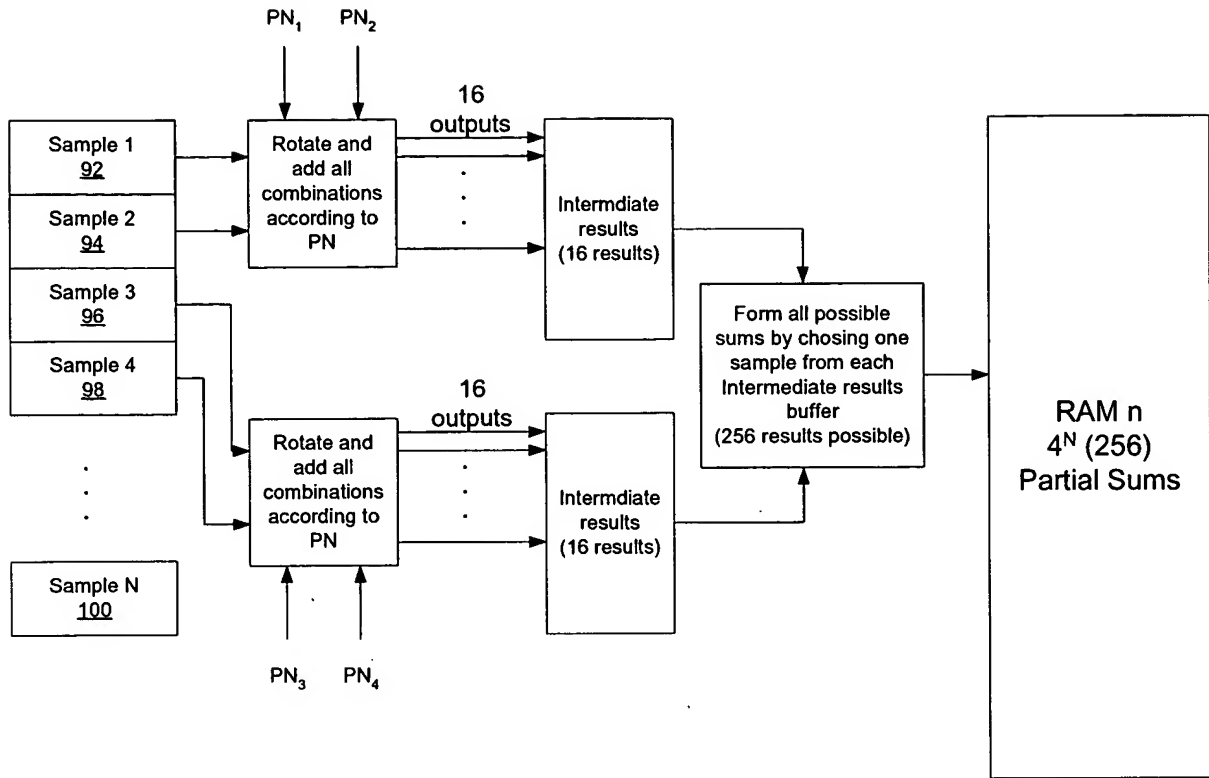 PN1
PN2
Sample 1
92
Sample 2
94
Sample 3
96
Sample 4
98
Sample N
100
Rotate and
add all
combinations
according to
PN
16
outputs
Intermdiate
results
(16 results)
Rotate and
add all
combinations
according to
PN
PN3
PN4
16
outputs
Intermdiate
results
(16 results)
Form all possible
sums by chosing one
sample from each
Intermediate results
buffer
(256 results possible)
RAM n
4^N (256)
Partial Sums